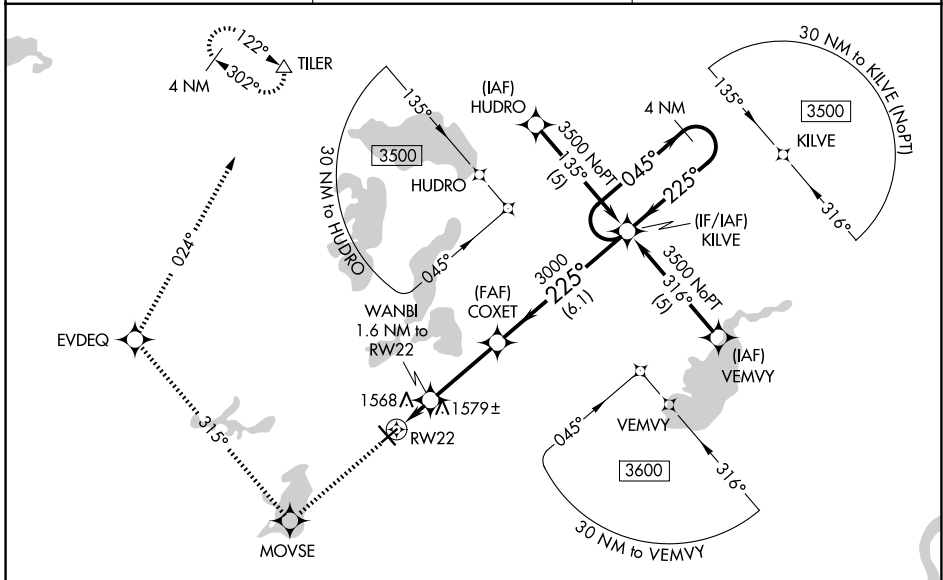 122°
302°
4 NM
TILER
135°
3500
HUDRO
045°
30 NM to HUDRO
(IAF)
HUDRO
3500 NoPT
135°
(5)
4 NM
045°
225°
30 NM to KILVE (NoPT)
135°
3500
KILVE
316°
(IF/IAF)
KILVE
3000
225°
(6.1)
3500 NoPT
316°
(5)
(IAF)
VEMVY
(FAF)
COXET
WANBI
1.6 NM to
RW22
1568
1579±
RW22
024°
EVDEQ
315°
MOVSE
045°
VEMVY
3600
316°
30 NM to VEMVY